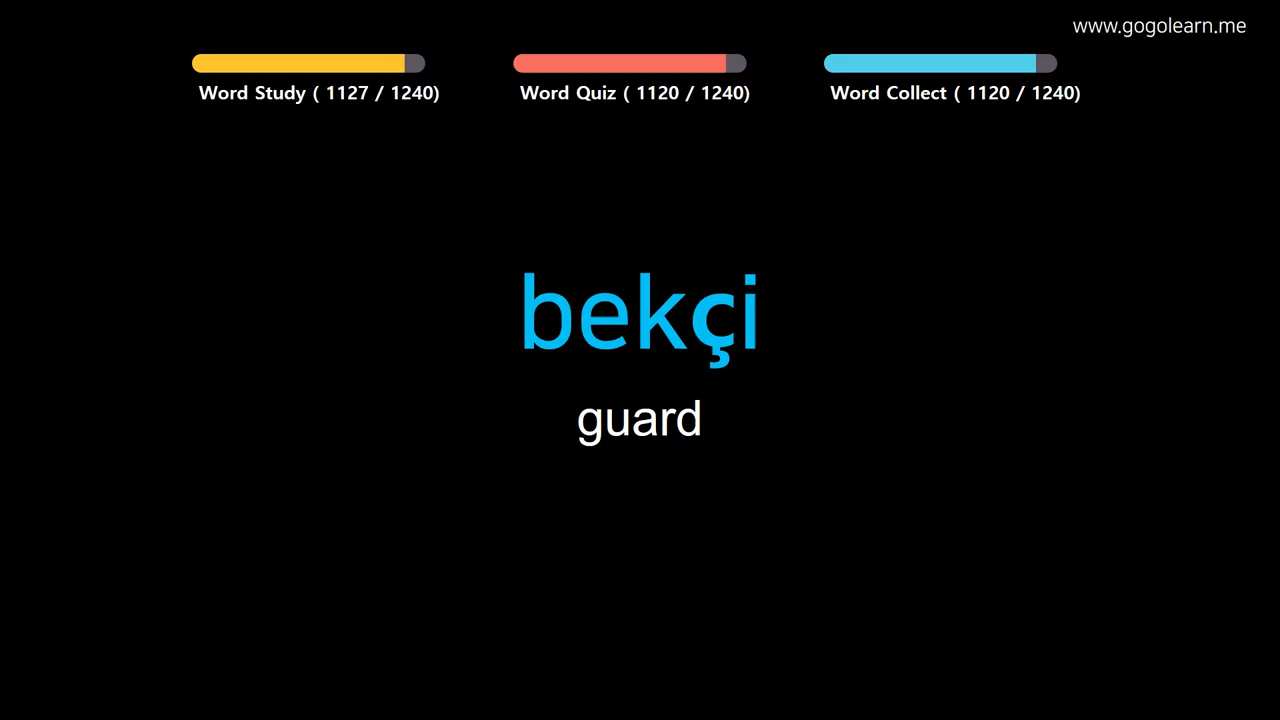 www.gogolearn.me
Word Study ( 1127 / 1240)
Word Quiz ( 1120 / 1240)
Word Collect ( 1120 / 1240)
bekçi
guard